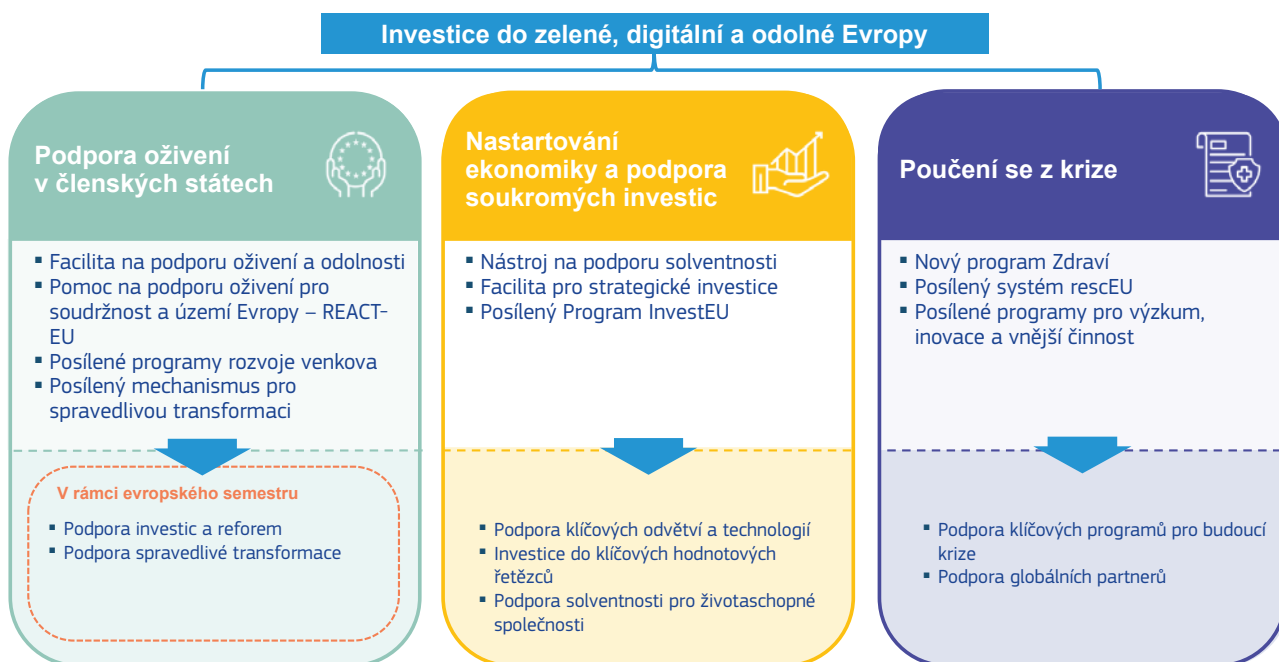 Investice do zelené, digitální a odolné Evropy
Podpora oživení
v členských státech
▪ Facilita na podporu oživení a odolnosti
▪ Pomoc na podporu oživení pro
soudržnost a území Evropy – REACT-
EU
▪ Posílené programy rozvoje venkova
▪ Posílený mechanismus pro
spravedlivou transformaci
V rámci evropského semestru
▪ Podpora investic a reforem
▪ Podpora spravedlivé transformace
Nastartování
ekonomiky a podpora
soukromých investic
▪ Nástroj na podporu solventnosti
▪ Facilita pro strategické investice
▪ Posílený Program InvestEU
▪ Podpora klíčových odvětví a technologií
▪ Investice do klíčových hodnotových
řetězců
▪ Podpora solventnosti pro životaschopné
společnosti
Poučení se z krize
▪ Nový program Zdraví
▪ Posílený systém rescEU
▪ Posílené programy pro výzkum,
inovace a vnější činnost
▪ Podpora klíčových programů pro budoucí
krize
▪ Podpora globálních partnerů